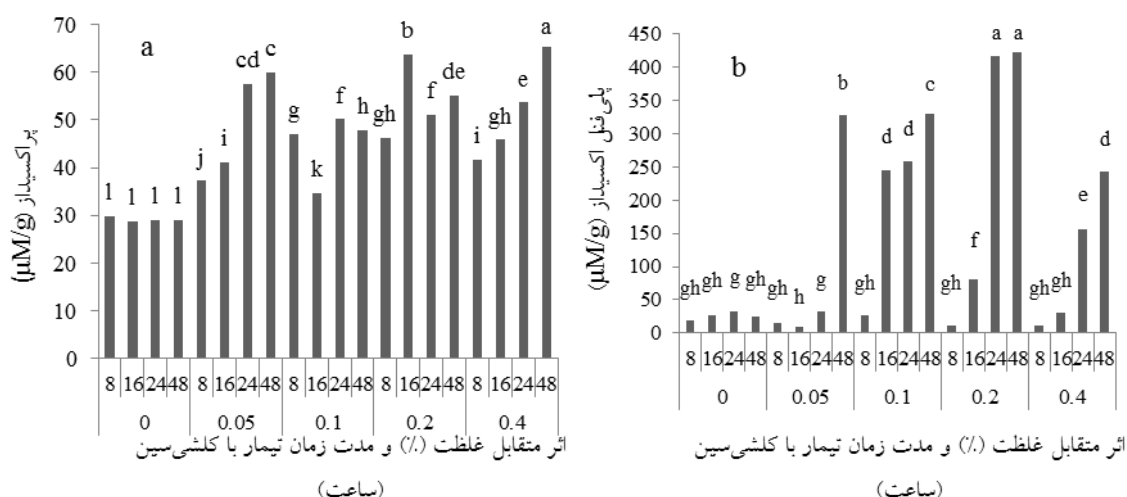 a
پراکسیداز (μM/g)
70
60
50
40
30
20
10
0
l l l l j i cd c g k f h gh b f de i gh e a
8 16 24 48 8 16 24 48 8 16 24 48 8 16 24 48 8 16 24 48
0 0.05 0.1 0.2 0.4
اثر متقابل غلظت (٪) و مدت زمان تیمار با کلشی‌سین
(ساعت)
b
پلی‌فنل اکسیداز (μM/g)
450
400
350
300
250
200
150
100
50
0
gh gh g gh gh h g b gh d d c gh f a a gh gh e d
8 16 24 48 8 16 24 48 8 16 24 48 8 16 24 48 8 16 24 48
0 0.05 0.1 0.2 0.4
اثر متقابل غلظت (٪) و مدت زمان تیمار با کلشی‌سین
(ساعت)